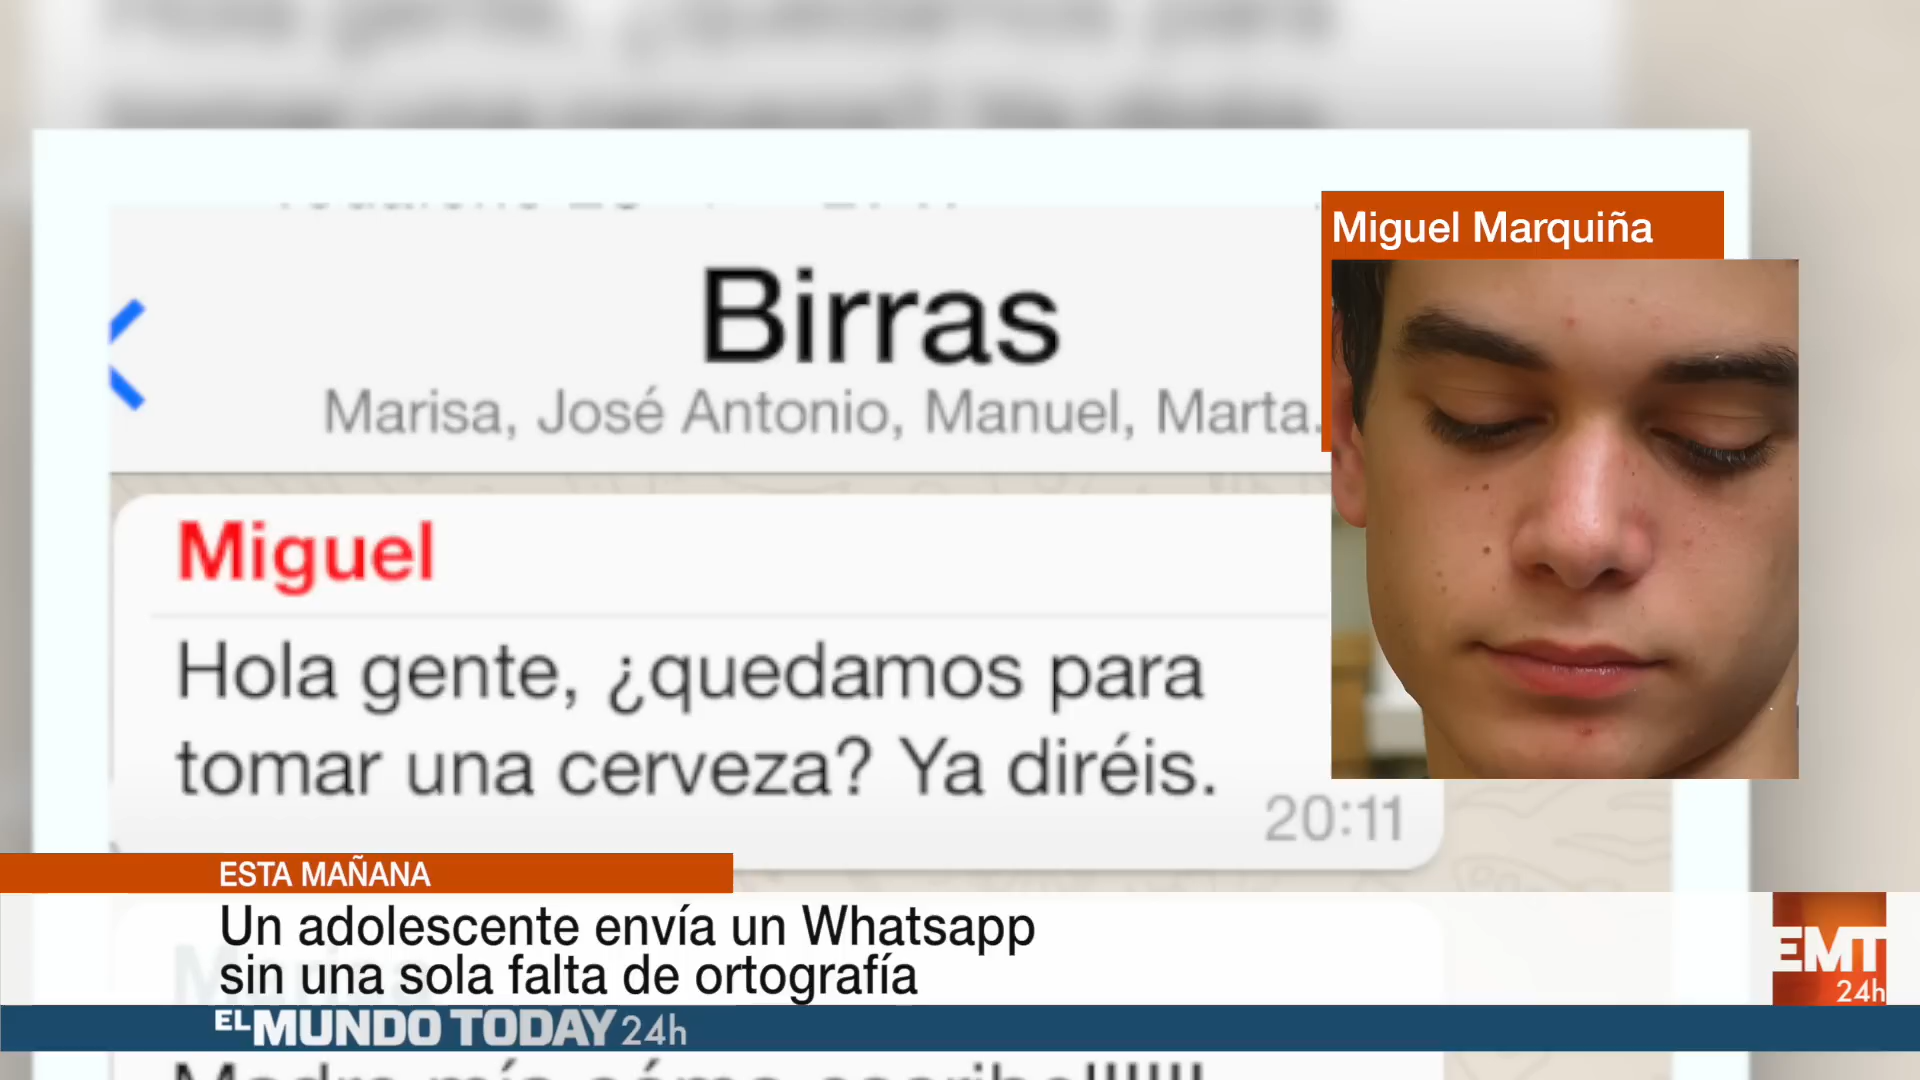 Birras
Marisa, José Antonio, Manuel, Marta.
Miguel Marquiña
Miguel
Hola gente, ¿quedamos para
tomar una cerveza? Ya diréis.
20:11
ESTA MAÑANA
Un adolescente envía un Whatsapp
sin una sola falta de ortografía
EMT
24h
EL MUNDO TODAY 24h